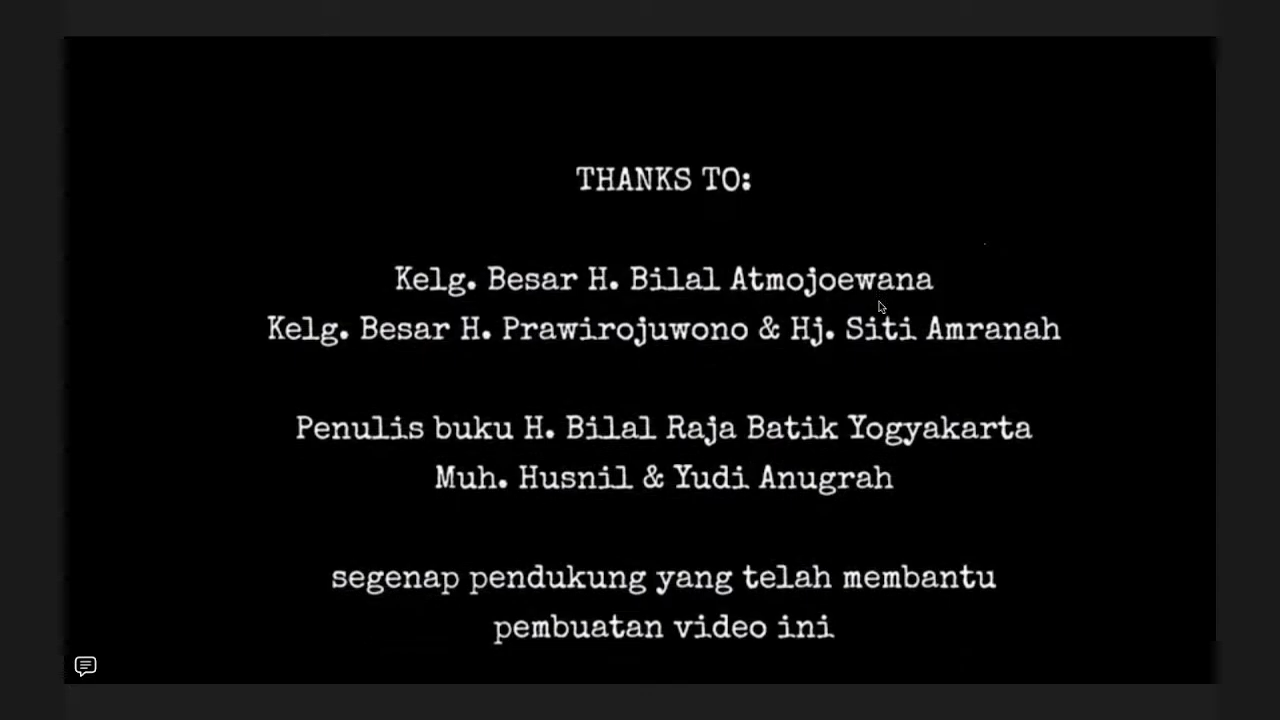 THANKS TO:
Kelg. Besar H. Bilal Atmojoewana
Kelg. Besar H. Prawirojuwono & Hj. Siti Amranah
Penulis buku H. Bilal Raja Batik Yogyakarta
Muh. Husnil & Yudi Anugrah
segenap pendukung yang telah membantu
pembuatan video ini